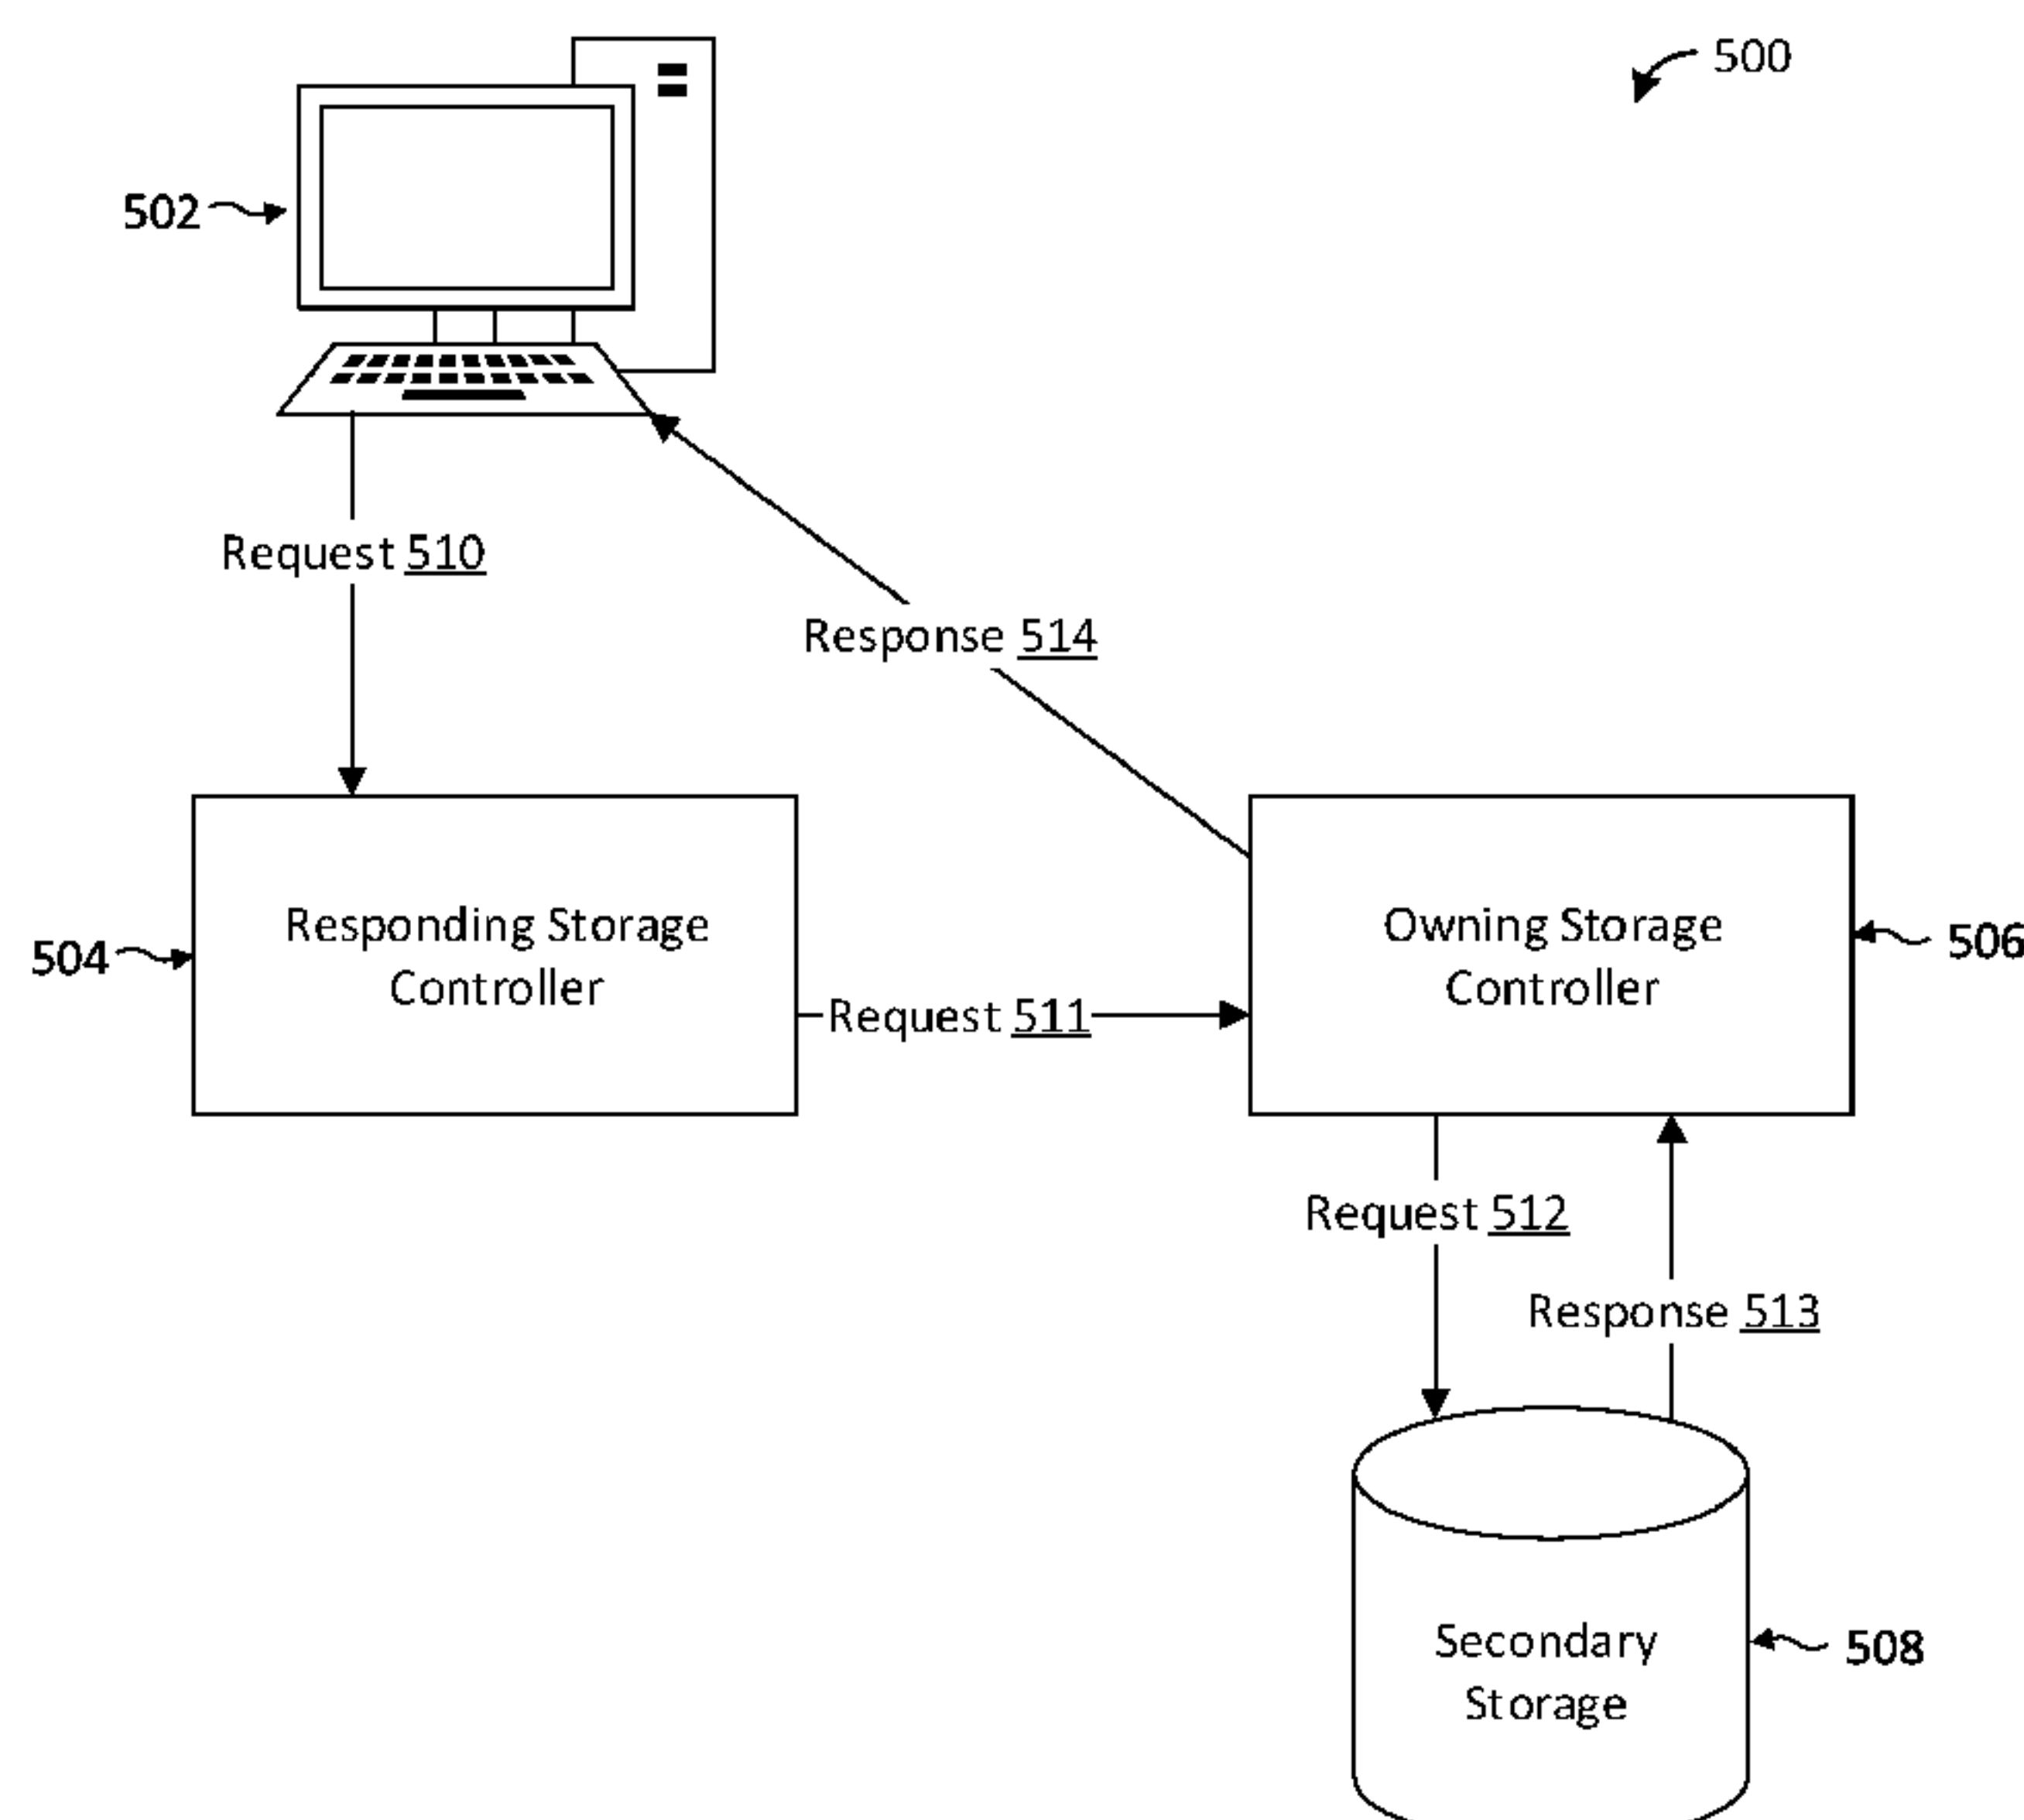 500
502
Request 510
Response 514
Responding Storage
Controller
504
Owning Storage
Controller
506
Request 511
Request 512
Response 513
Secondary
Storage
508